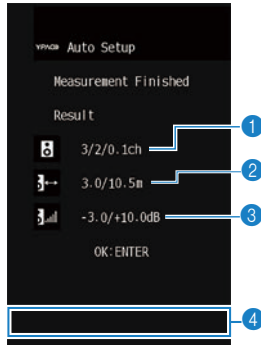 YPAO Auto Setup
Measurement Finished
Result
3/2/0.1ch
1
3.0/10.5m
2
-3.0/+10.0dB
3
OK:ENTER
4